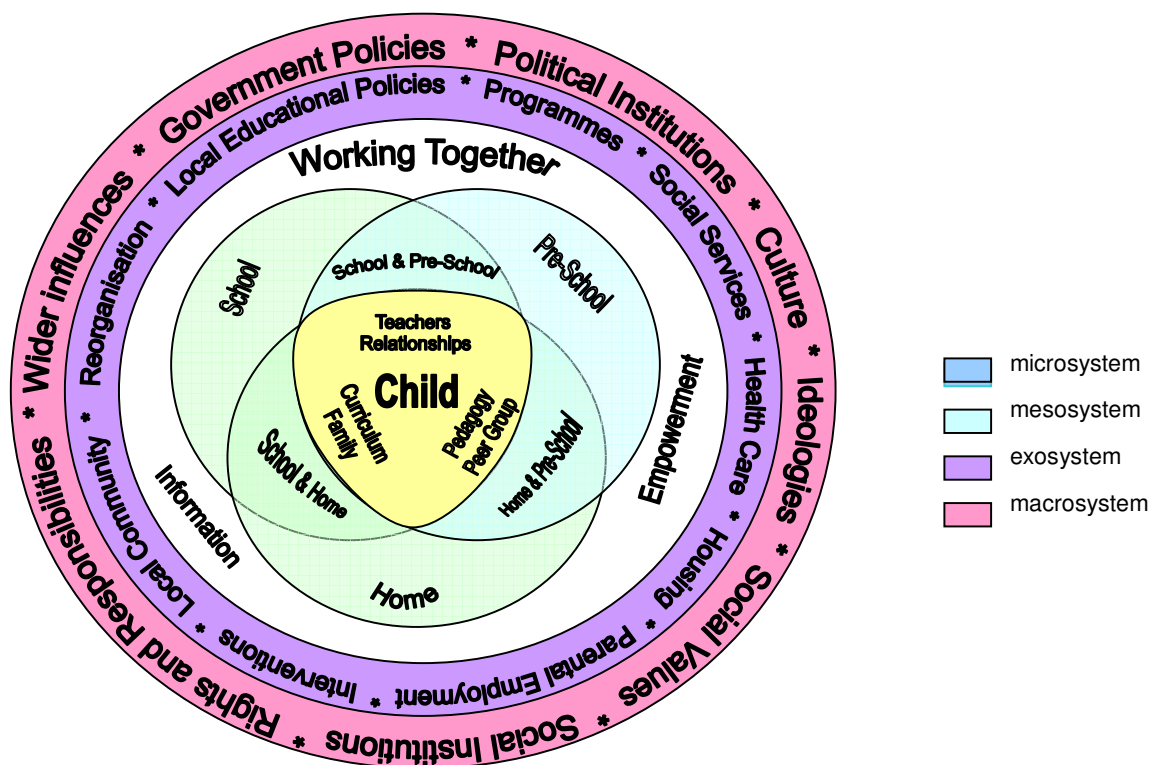 Wider influences * Government Policies * Political Institutions * Culture * Ideologies * Social Values * Social Institutions * Rights and Responsibilities *
Reorganisation * Local Educational Policies * Programmes * Social Services * Health Care * Housing * Parental Employment * Interventions * Local Community *
Working Together
Empowerment
Information
School
School & Pre-School
Pre-School
Teachers
Relationships
Child
Curriculum
Family
Pedagogy
Peer Group
School & Home
Home & Pre-School
Home
microsystem
mesosystem
exosystem
macrosystem